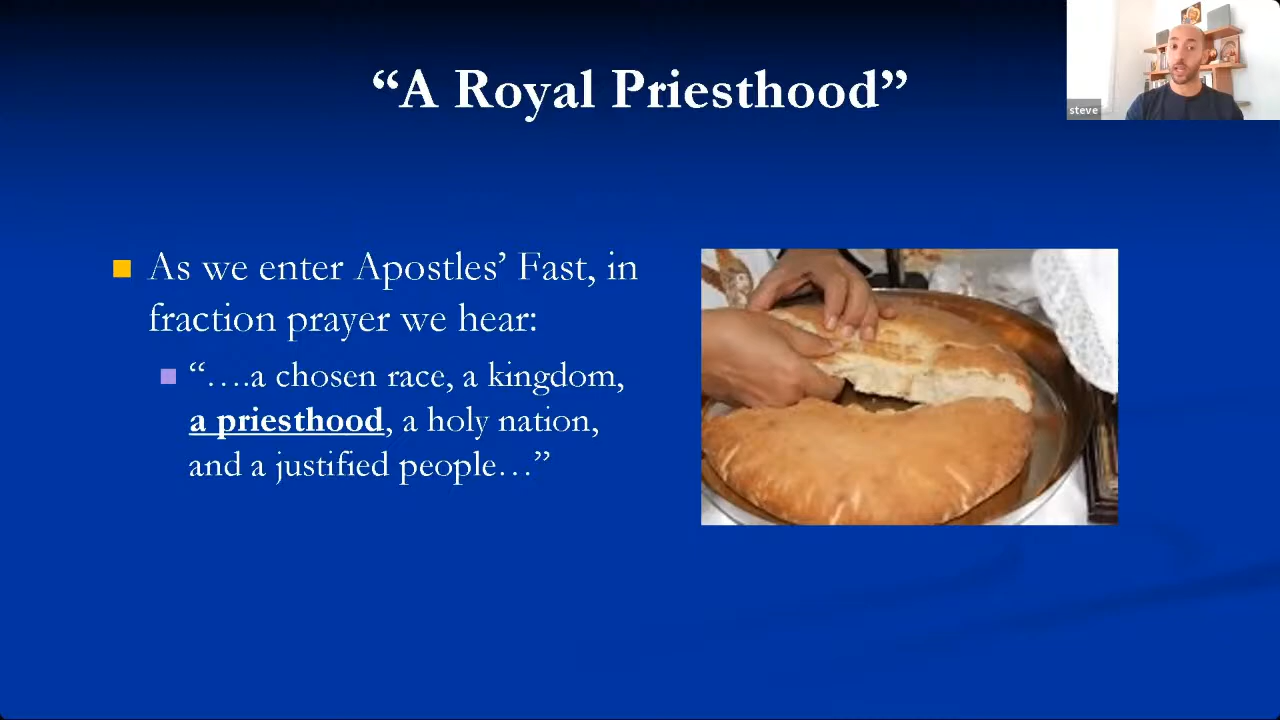 “A Royal Priesthood”
steve
As we enter Apostles’ Fast, in
fraction prayer we hear:
“….a chosen race, a kingdom,
a priesthood, a holy nation,
and a justified people…”